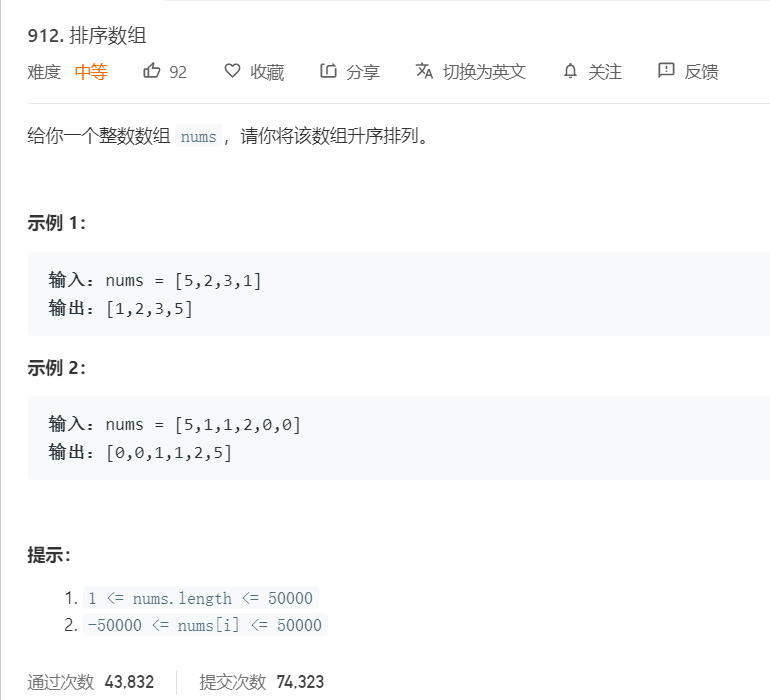 912. 排序数组
难度 中等 92 收藏 分享 切换为英文 关注 反馈
给你一个整数数组 nums，请你将该数组升序排列。
示例 1：
输入：nums = [5,2,3,1]
输出：[1,2,3,5]
示例 2：
输入：nums = [5,1,1,2,0,0]
输出：[0,0,1,1,2,5]
提示：
1. 1 <= nums.length <= 50000
2. -50000 <= nums[i] <= 50000
通过次数 43,832 提交次数 74,323